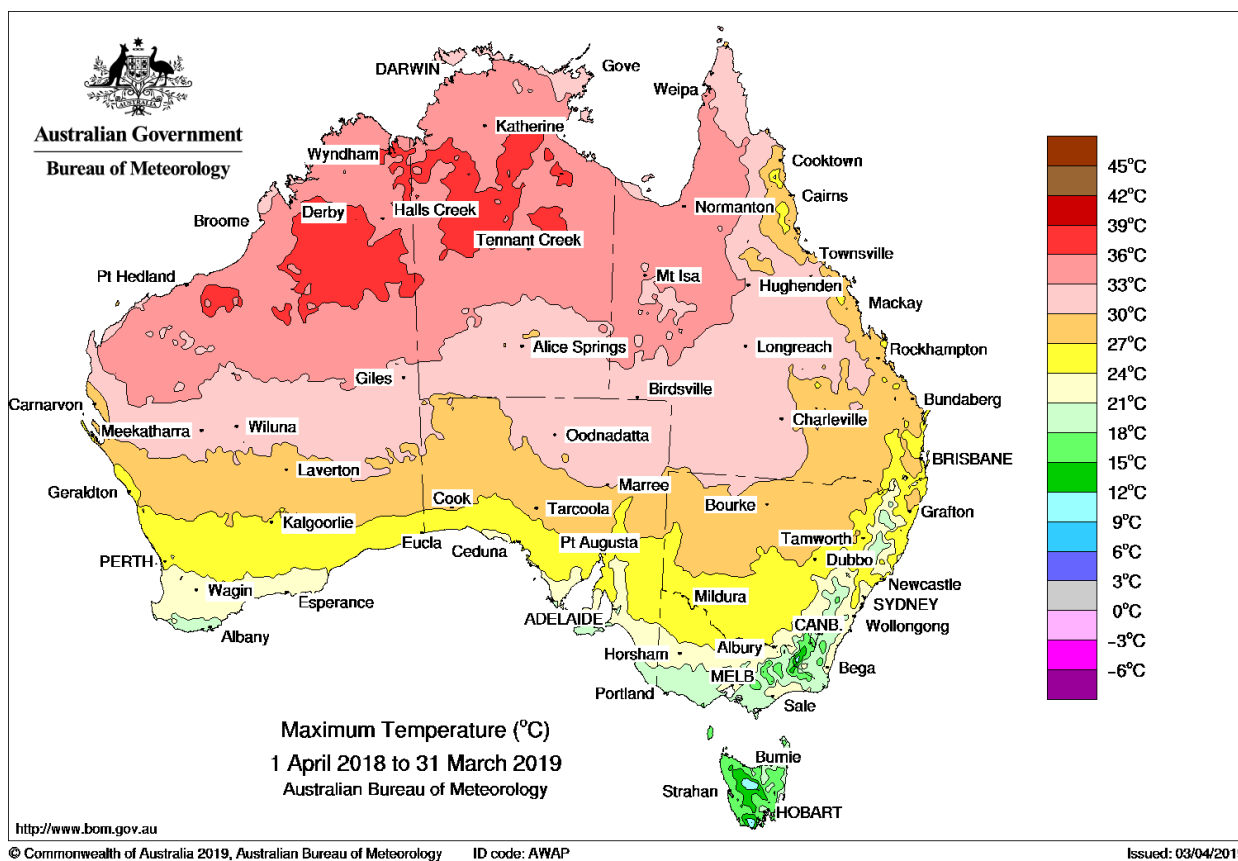 Australian Government
Bureau of Meteorology
DARWIN
Gove
Weipa
Katherine
Wyndham
Cooktown
Cairns
Broome
Derby
Halls Creek
Normanton
Tennant Creek
Townsville
Pt Hedland
Mt Isa
Hughenden
Mackay
Alice Springs
Longreach
Rockhampton
Giles
Birdsville
Carnarvon
Bundaberg
Meekatharra
Wiluna
Oodnadatta
Charleville
BRISBANE
Laverton
Geraldton
Marree
Cook
Tarcoola
Bourke
Grafton
Kalgoorlie
Eucla
Ceduna
Pt Augusta
Tamworth
PERTH
Dubbo
Wagin
Esperance
Mildura
Newcastle
SYDNEY
ADELAIDE
CANB.
Wollongong
Albany
Horsham
Albury
MELB
Bega
Portland
Sale
Burnie
Strahan
HOBART
45°C
42°C
39°C
36°C
33°C
30°C
27°C
24°C
21°C
18°C
15°C
12°C
9°C
6°C
3°C
0°C
−3°C
−6°C
Maximum Temperature (°C)
1 April 2018 to 31 March 2019
Australian Bureau of Meteorology
http://www.bom.gov.au
© Commonwealth of Australia 2019, Australian Bureau of Meteorology ID code: AWAP Issued: 03/04/201